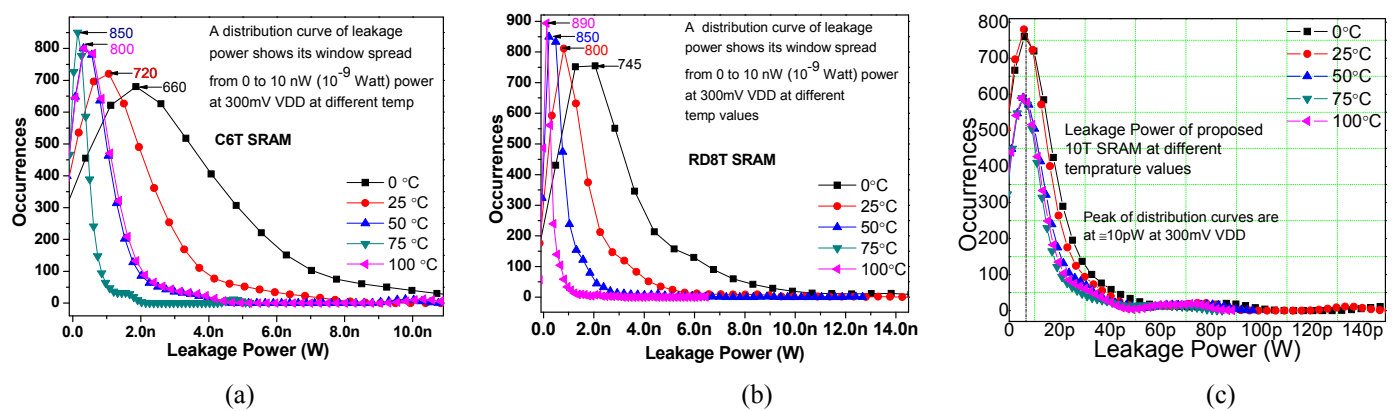 850
800
720
660
A distribution curve of leakage
power shows its window spread
from 0 to 10 nW (10-9 Watt) power
at 300mV VDD at different temp
C6T SRAM
0 °C
25 °C
50 °C
75 °C
100 °C
Occurrences
800
700
600
500
400
300
200
100
0
0.0 2.0n 4.0n 6.0n 8.0n 10.0n
Leakage Power (W)
(a)
890
850
800
745
A distribution curve of leakage
power shows its window spread
from 0 to 10 nW (10-9 Watt) power
at 300mV VDD at different
temp values
RD8T SRAM
0°C
25°C
50°C
75°C
100°C
Occurrences
900
800
700
600
500
400
300
200
100
0
0.0 2.0n 4.0n 6.0n 8.0n 10.0n 12.0n 14.0n
Leakage Power (W)
(b)
0°C
25°C
50°C
75°C
100°C
Leakage Power of proposed
10T SRAM at different
temprature values
Peak of distribution curves are
at ≅10pW at 300mV VDD
Occurrences
800
700
600
500
400
300
200
100
0
0 20p 40p 60p 80p 100p 120p 140p
Leakage Power (W)
(c)